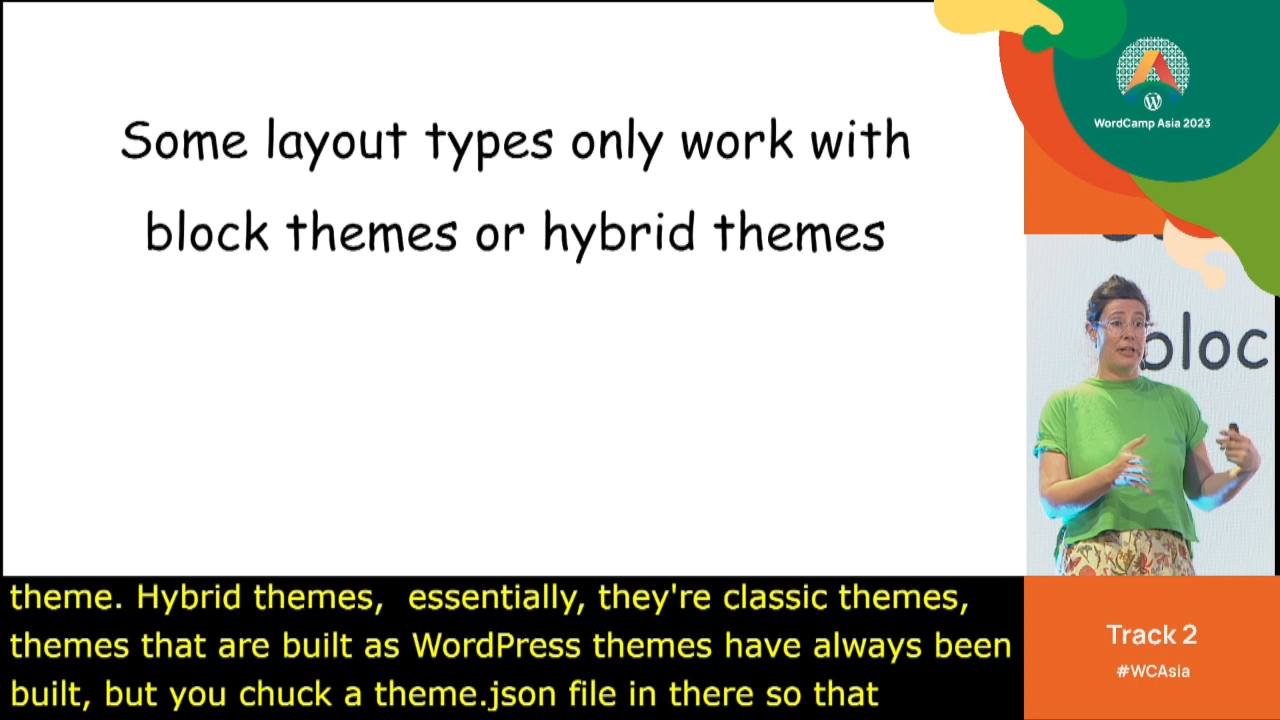 Some layout types only work with
block themes or hybrid themes
WordCamp Asia 2023
bloc
theme. Hybrid themes,  essentially, they're classic themes,
themes that are built as WordPress themes have always been
built, but you chuck a theme.json file in there so that
Track 2
#WCAsia